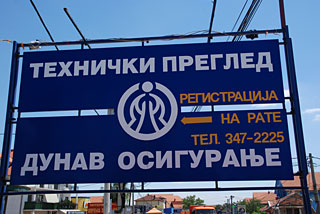 ТЕХНИЧКИ ПРЕГЛЕД
РЕГИСТРАЦИЈА
НА РАТЕ
ТЕЛ. 347-2225
ДУНАВ ОСИГУРАЊЕ